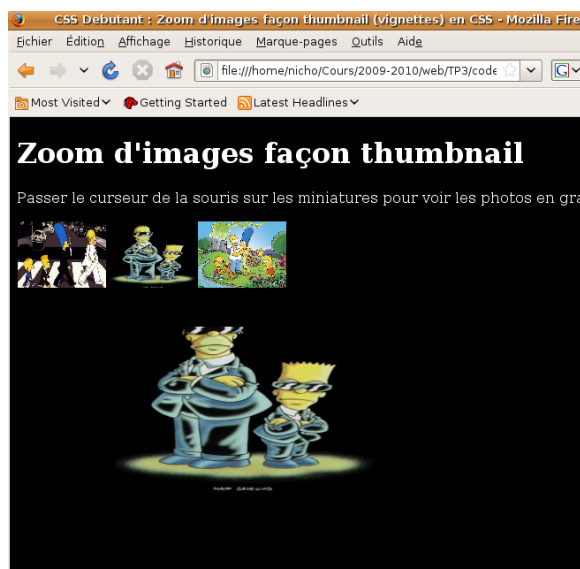 CSS Debutant : Zoom d'images façon thumbnail (vignettes) en CSS - Mozilla Fire
Fichier Édition Affichage Historique Marque-pages Outils Aide
file:///home/nicho/Cours/2009-2010/web/TP3/code
G
Most Visited Getting Started Latest Headlines
Zoom d'images façon thumbnail
Passer le curseur de la souris sur les miniatures pour voir les photos en gra
MATT GROENING